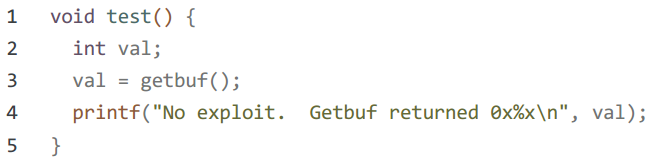 1 void test() {
2   int val;
3   val = getbuf();
4   printf("No exploit.  Getbuf returned 0x%x\n", val);
5 }